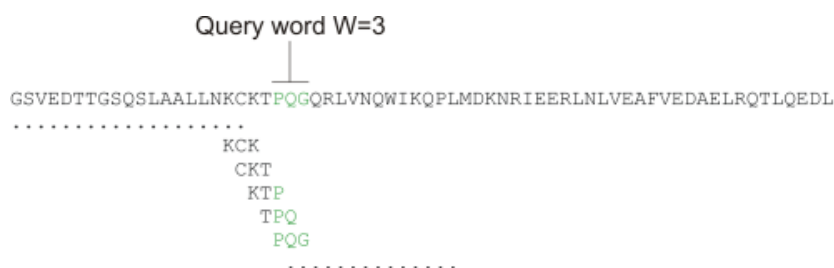 Query word W=3
GSVEDTTGSQSLAALLNKCKTPQGQRLVNQWIKQPLMDKNRIEERLNLVEAFVEDAELRQTLQEDL
...................
KCK
CKT
KTP
TPQ
PQG
..............